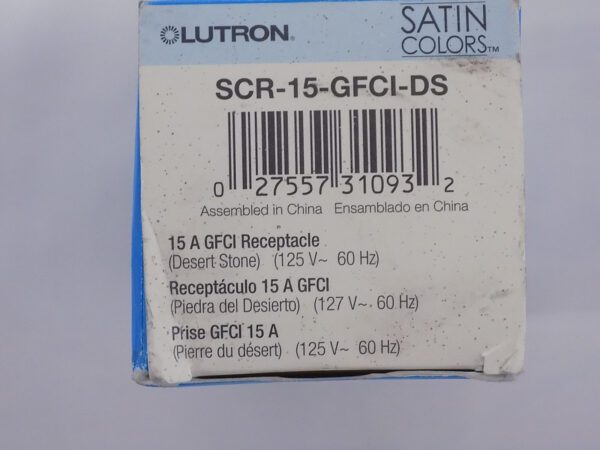 LUTRON®
SATIN
COLORS™
SCR-15-GFCI-DS
0 27557 31093 2
Assembled in China Ensamblado en China
15 A GFCI Receptacle
(Desert Stone) (125 V~ 60 Hz)
Receptáculo 15 A GFCI
(Piedra del Desierto) (127 V~ 60 Hz)
Prise GFCI 15 A
(Pierre du désert) (125 V~ 60 Hz)